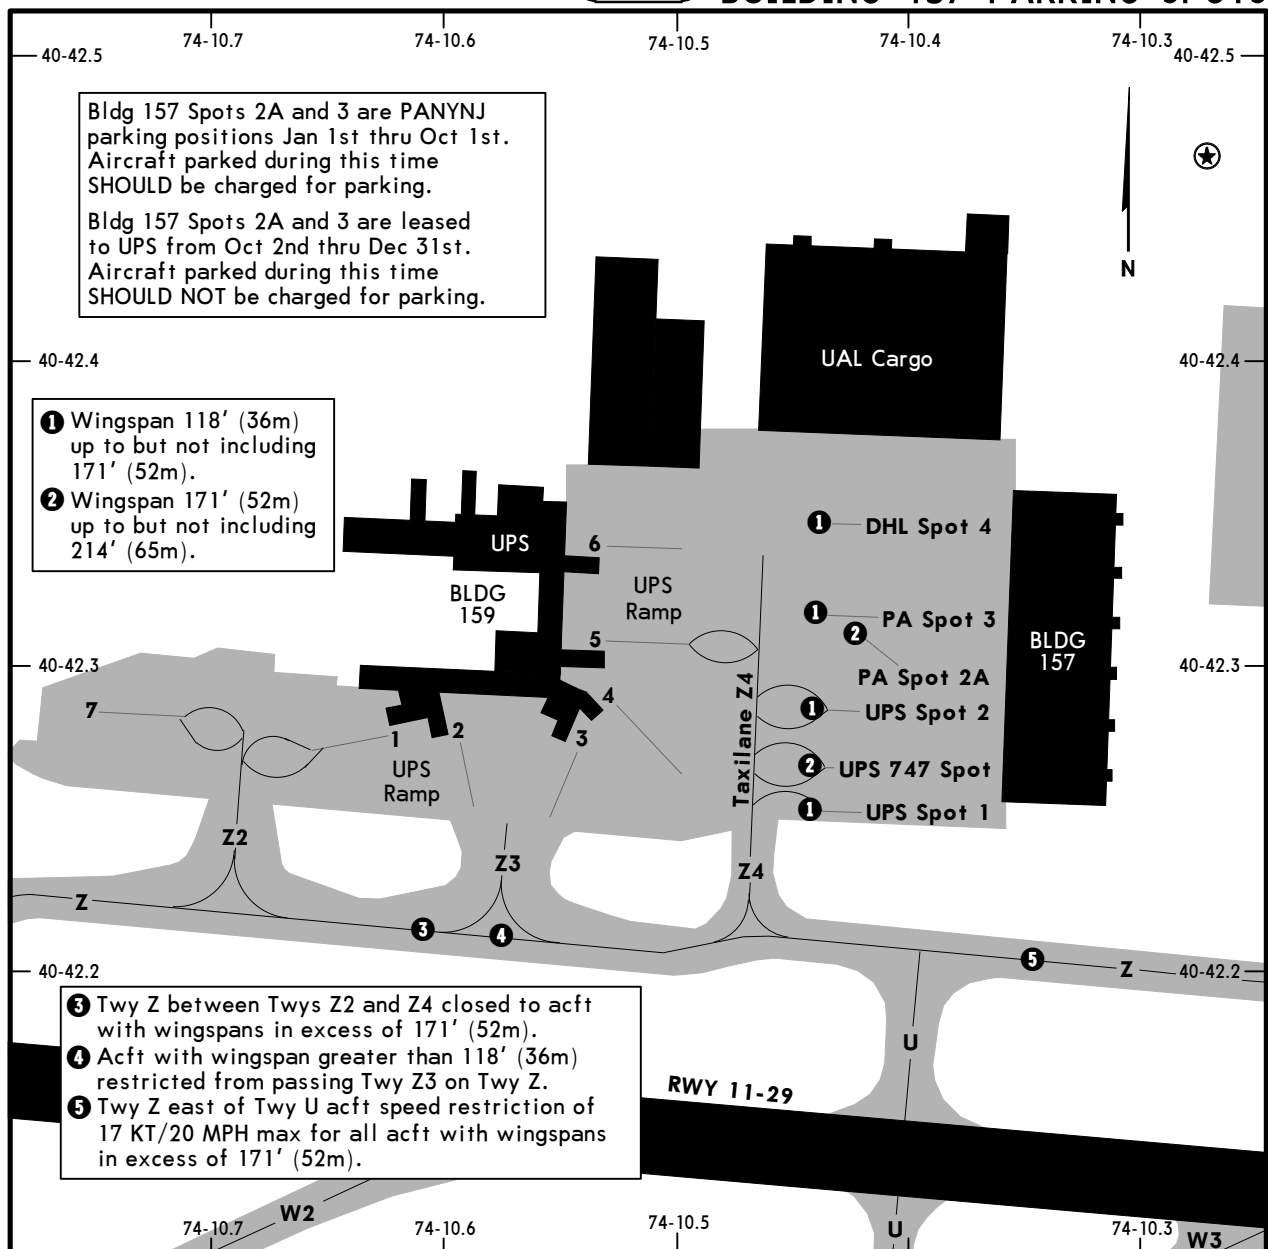 74-10.7
74-10.6
74-10.5
74-10.4
74-10.3
40-42.5
40-42.5
Bldg 157 Spots 2A and 3 are PANYNJ
parking positions Jan 1st thru Oct 1st.
Aircraft parked during this time
SHOULD be charged for parking.
Bldg 157 Spots 2A and 3 are leased
to UPS from Oct 2nd thru Dec 31st.
Aircraft parked during this time
SHOULD NOT be charged for parking.
N
40-42.4
UAL Cargo
40-42.4
1 Wingspan 118' (36m)
up to but not including
171' (52m).
2 Wingspan 171' (52m)
up to but not including
214' (65m).
UPS
6
1 DHL Spot 4
BLDG
159
UPS
Ramp
1 PA Spot 3
2
PA Spot 2A
5
BLDG
157
40-42.3
40-42.3
4
Taxilane Z4
7
1
2
3
1 UPS Spot 2
UPS
Ramp
2 UPS 747 Spot
1 UPS Spot 1
Z2
Z3
Z4
Z
3
4
5
Z
40-42.2
40-42.2
3 Twy Z between Twys Z2 and Z4 closed to acft
with wingspans in excess of 171' (52m).
4 Acft with wingspan greater than 118' (36m)
restricted from passing Twy Z3 on Twy Z.
5 Twy Z east of Twy U acft speed restriction of
17 KT/20 MPH max for all acft with wingspans
in excess of 171' (52m).
U
RWY 11-29
W2
U
W3
74-10.7
74-10.6
74-10.5
74-10.4
74-10.3